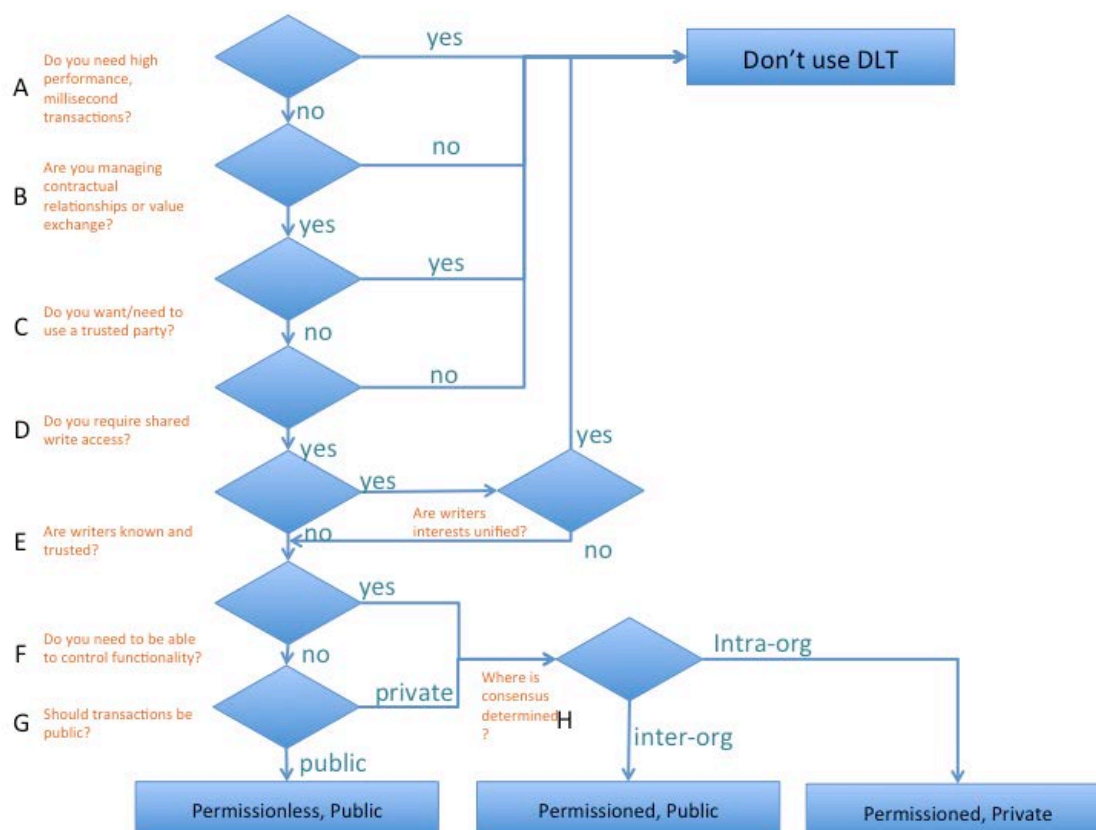 yes
Don't use DLT
A
Do you need high
performance,
millisecond
transactions?
no
no
B
Are you managing
contractual
relationships or value
exchange?
yes
yes
C
Do you want/need to
use a trusted party?
no
no
D
Do you require shared
write access?
yes
yes
yes
Are writers
interests unified?
no
no
E
Are writers known and
trusted?
yes
F
Do you need to be able
to control functionality?
no
Intra-org
private
Where is
consensus
determined
?
H
G
Should transactions be
public?
inter-org
public
Permissionless, Public
Permissioned, Public
Permissioned, Private